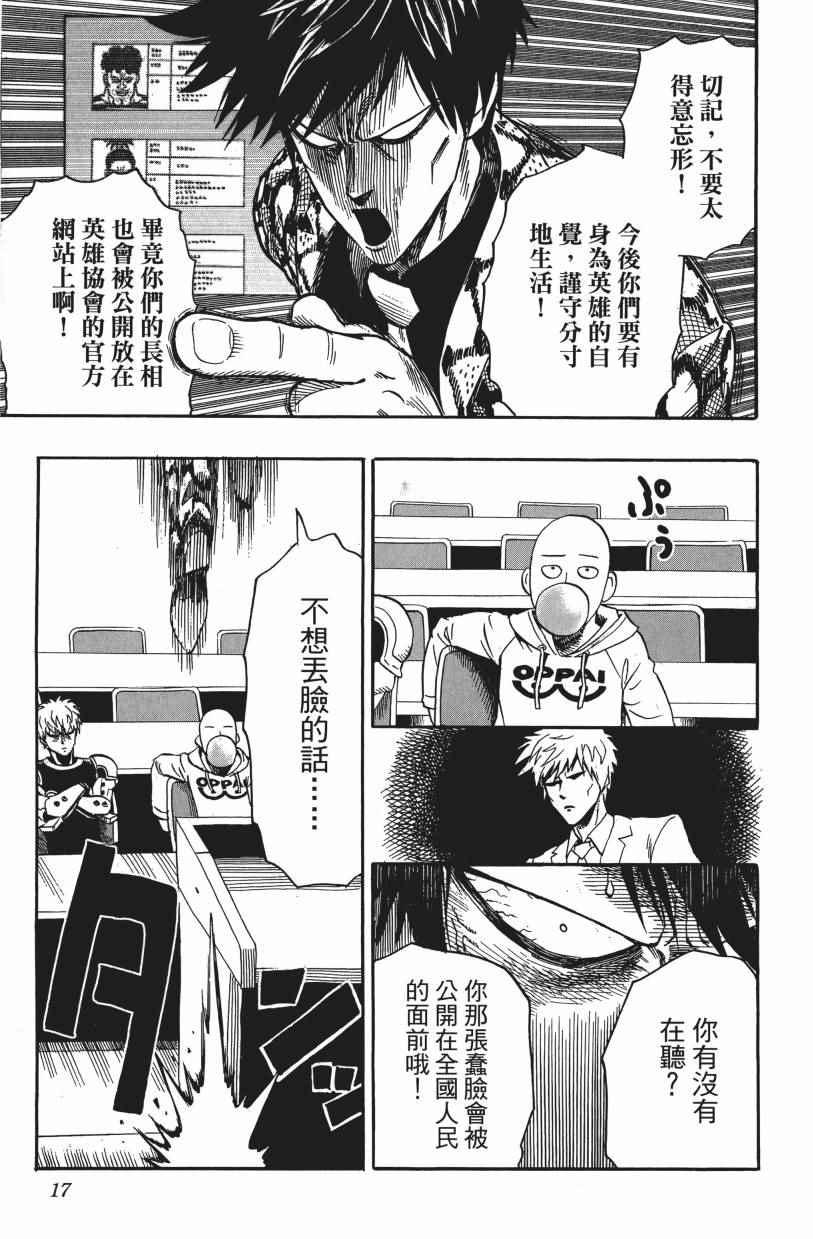 切記，不要太
得意忘形！
今後你們要有
身為英雄的自
覺，謹守分寸
地生活！
畢竟你們的長相
也會被公開放在
英雄協會的官方
網站上啊！
ぷぅ
OPPAI
你有沒有
在聽？
你那張蠢臉會被
公開在全國人民
的面前哦！
不想丟臉的話……
OPPAI
タンッ
17